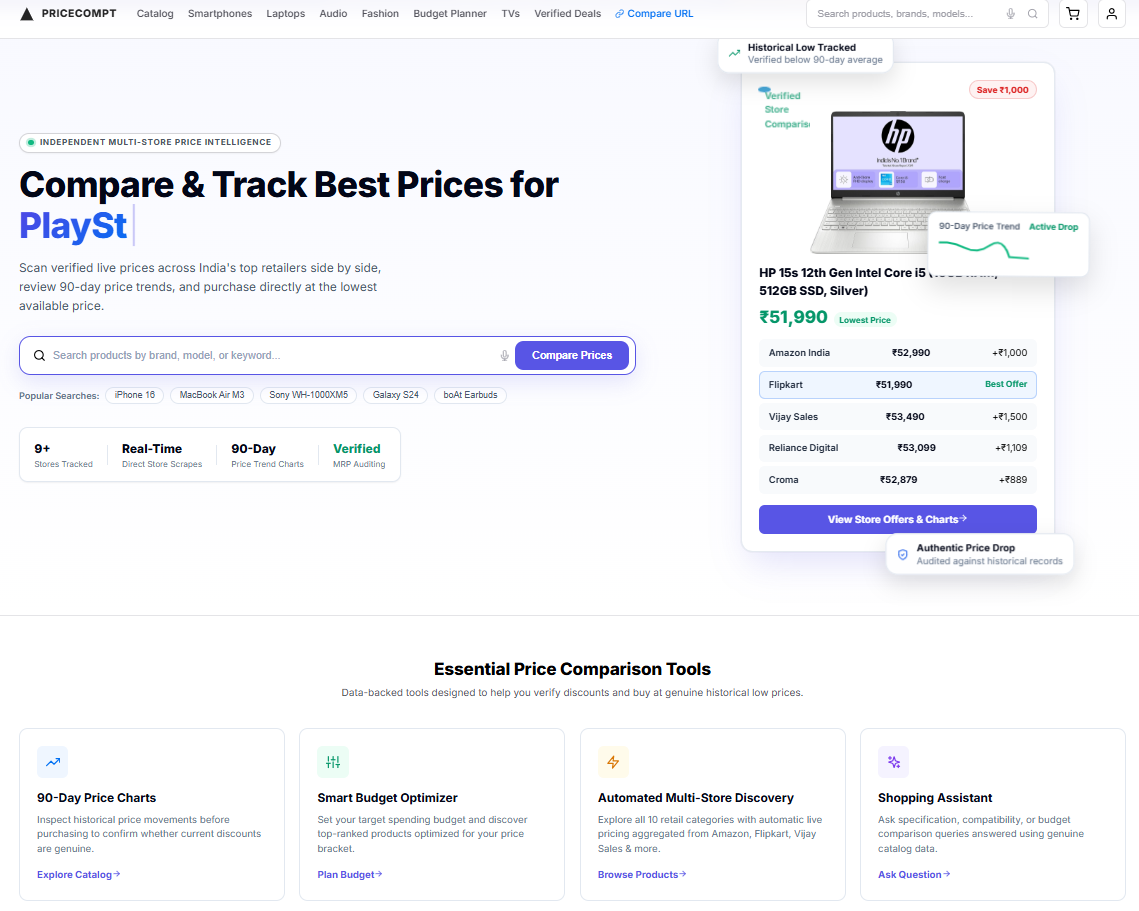 PRICECOMPT
Catalog
Smartphones
Laptops
Audio
Fashion
Budget Planner
TVs
Verified Deals
Compare URL
Search products, brands, models...
INDEPENDENT MULTI-STORE PRICE INTELLIGENCE
Compare & Track Best Prices for
PlaySt
Scan verified live prices across India's top retailers side by side,
review 90-day price trends, and purchase directly at the lowest
available price.
Search products by brand, model, or keyword...
Compare Prices
Popular Searches:
iPhone 16
MacBook Air M3
Sony WH-1000XM5
Galaxy S24
boAt Earbuds
9+
Stores Tracked
Real-Time
Direct Store Scrapes
90-Day
Price Trend Charts
Verified
MRP Auditing
Historical Low Tracked
Verified below 90-day average
Verified
Store
Comparis
Save ₹1,000
hp
India's No.1 Brand*
90-Day Price Trend
Active Drop
HP 15s 12th Gen Intel Core i5
512GB SSD, Silver)
₹51,990
Lowest Price
Amazon India ₹52,990 +₹1,000
Flipkart ₹51,990 Best Offer
Vijay Sales ₹53,490 +₹1,500
Reliance Digital ₹53,099 +₹1,109
Croma ₹52,879 +₹889
View Store Offers & Charts
Authentic Price Drop
Audited against historical records
Essential Price Comparison Tools
Data-backed tools designed to help you verify discounts and buy at genuine historical low prices.
90-Day Price Charts
Inspect historical price movements before
purchasing to confirm whether current discounts
are genuine.
Explore Catalog
Smart Budget Optimizer
Set your target spending budget and discover
top-ranked products optimized for your price
bracket.
Plan Budget
Automated Multi-Store Discovery
Explore all 10 retail categories with automatic live
pricing aggregated from Amazon, Flipkart, Vijay
Sales & more.
Browse Products
Shopping Assistant
Ask specification, compatibility, or budget
comparison queries answered using genuine
catalog data.
Ask Question